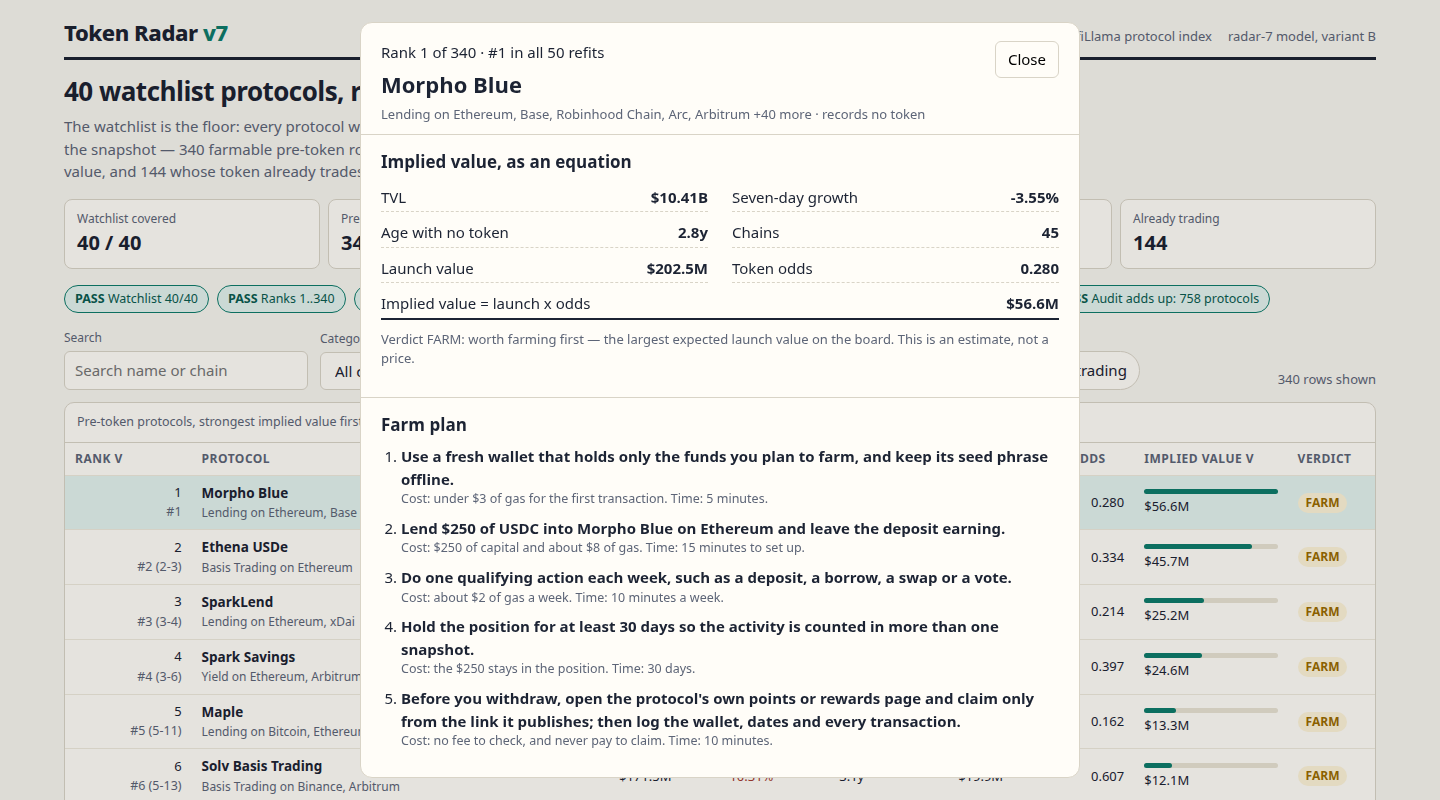 Token Radar v7
Llama protocol index
radar-7 model, variant B
40 watchlist protocols,
The watchlist is the floor: every protocol
the snapshot — 340 farmable pre-token
value, and 144 whose token already trades
Watchlist covered
40 / 40
Already trading
144
PASS Watchlist 40/40
PASS Ranks 1..340
Audit adds up: 758 protocols
Search
Search name or chain
trading
340 rows shown
Pre-token protocols, strongest implied value first
RANK V
PROTOCOL
IMPLIED VALUE V
VERDICT
1
#1
Morpho Blue
Lending on Ethereum, Base
0.280
$56.6M
FARM
2
#2 (2-3)
Ethena USDe
Basis Trading on Ethereum
0.334
$45.7M
FARM
3
#3 (3-4)
SparkLend
Lending on Ethereum, xDai
0.214
$25.2M
FARM
4
#4 (3-6)
Spark Savings
Yield on Ethereum, Arbitrum
0.397
$24.6M
FARM
5
#5 (5-11)
Maple
Lending on Bitcoin, Ethereum
0.162
$13.3M
FARM
6
#6 (5-13)
Solv Basis Trading
Basis Trading on Binance, Arbitrum
0.607
$12.1M
FARM
Rank 1 of 340 · #1 in all 50 refits
Close
Morpho Blue
Lending on Ethereum, Base, Robinhood Chain, Arc, Arbitrum +40 more · records no token
Implied value, as an equation
TVL $10.41B
Seven-day growth -3.55%
Age with no token 2.8y
Chains 45
Launch value $202.5M
Token odds 0.280
Implied value = launch x odds $56.6M
Verdict FARM: worth farming first — the largest expected launch value on the board. This is an estimate, not a
price.
Farm plan
1. Use a fresh wallet that holds only the funds you plan to farm, and keep its seed phrase
offline.
Cost: under $3 of gas for the first transaction. Time: 5 minutes.
2. Lend $250 of USDC into Morpho Blue on Ethereum and leave the deposit earning.
Cost: $250 of capital and about $8 of gas. Time: 15 minutes to set up.
3. Do one qualifying action each week, such as a deposit, a borrow, a swap or a vote.
Cost: about $2 of gas a week. Time: 10 minutes a week.
4. Hold the position for at least 30 days so the activity is counted in more than one
snapshot.
Cost: the $250 stays in the position. Time: 30 days.
5. Before you withdraw, open the protocol's own points or rewards page and claim only
from the link it publishes; then log the wallet, dates and every transaction.
Cost: no fee to check, and never pay to claim. Time: 10 minutes.